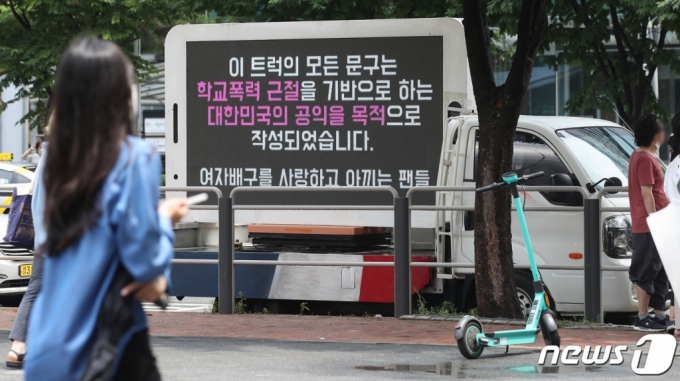 이 트럭의 모든 문구는
학교폭력 근절을 기반으로 하는
대한민국의 공익을 목적으로
작성되었습니다.
여자배구를 사랑하고 아끼는 팬들
news1